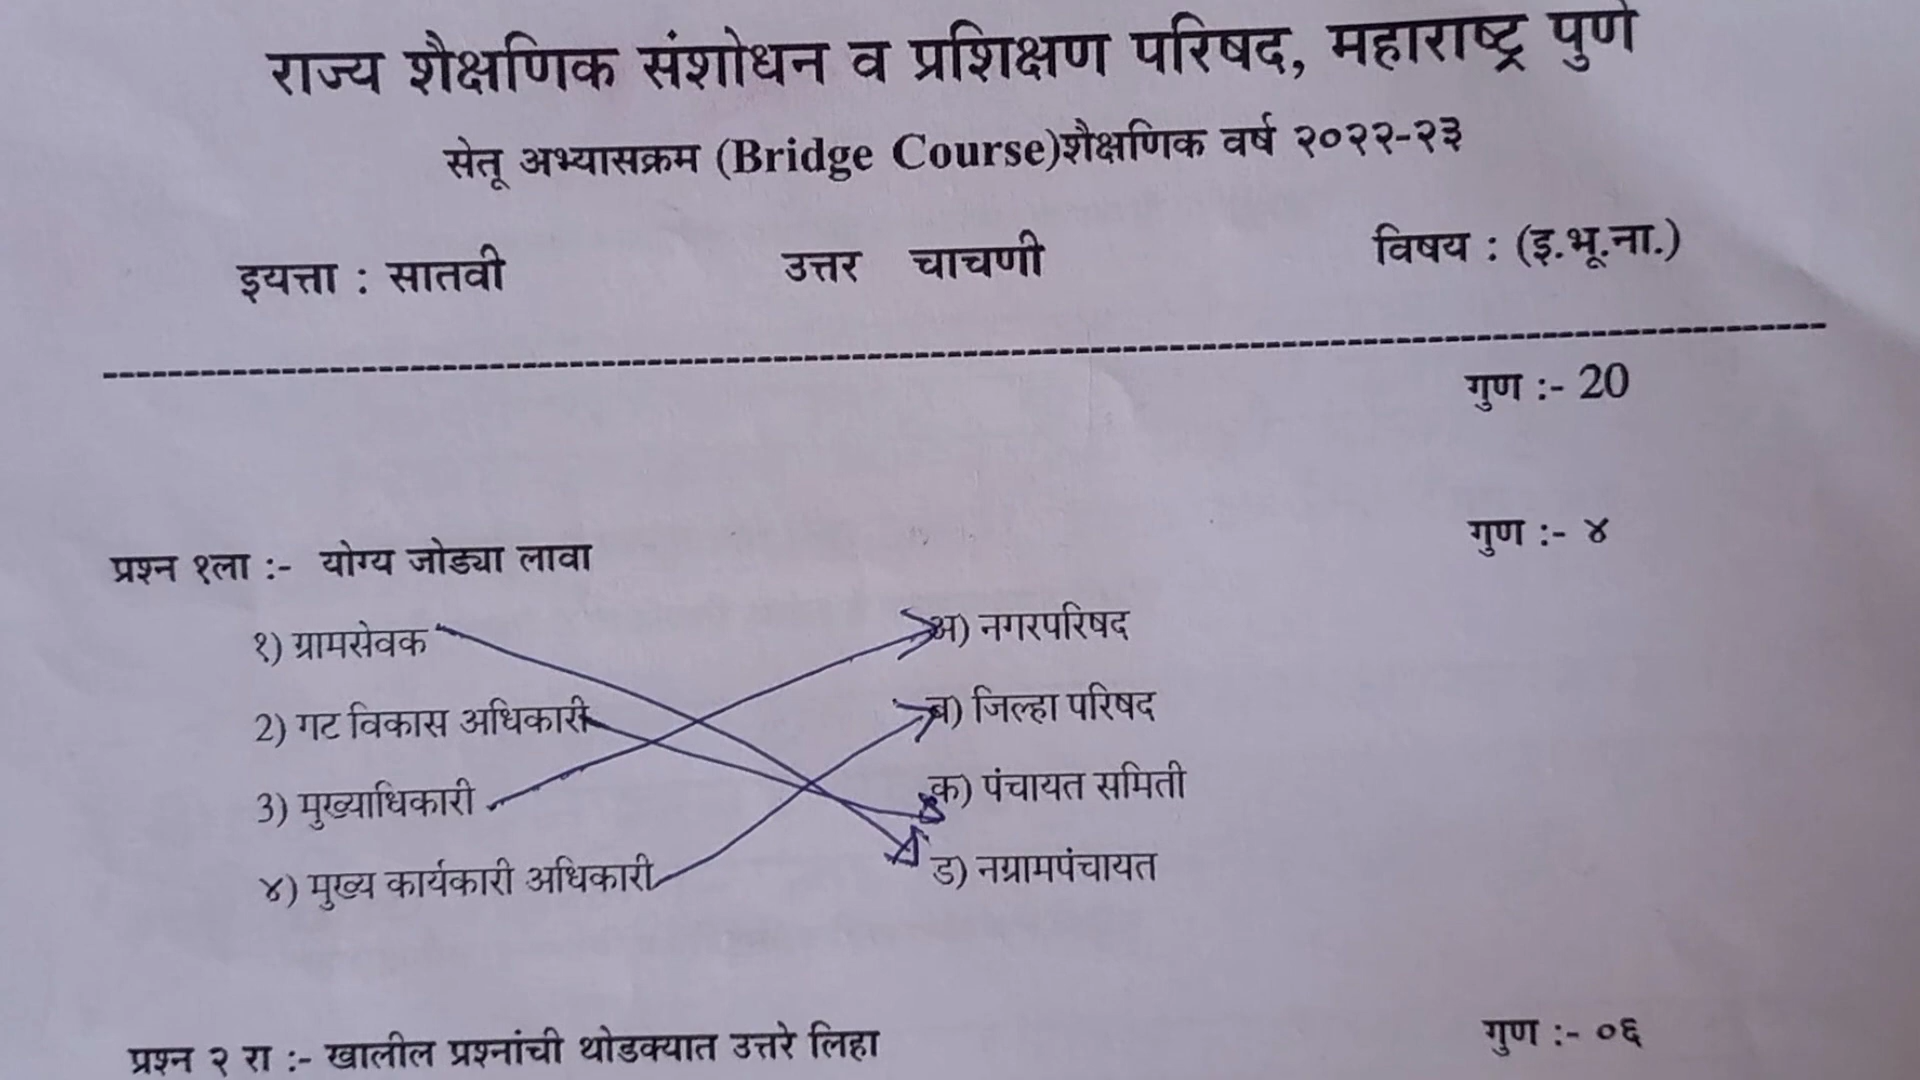 राज्य शैक्षणिक संशोधन व प्रशिक्षण परिषद, महाराष्ट्र पुणे
सेतू अभ्यासक्रम (Bridge Course)शैक्षणिक वर्ष २०२२-२३
इयत्ता : सातवी उत्तर चाचणी विषय : (इ.भू.ना.)
गुण :- 20
प्रश्न १ला :- योग्य जोड्या लावा गुण :- ४
१) ग्रामसेवक अ) नगरपरिषद
2) गट विकास अधिकारी ब) जिल्हा परिषद
3) मुख्याधिकारी क) पंचायत समिती
४) मुख्य कार्यकारी अधिकारी ड) नग्रामपंचायत
प्रश्न २ रा :- खालील प्रश्नांची थोडक्यात उत्तरे लिहा गुण :- ०६